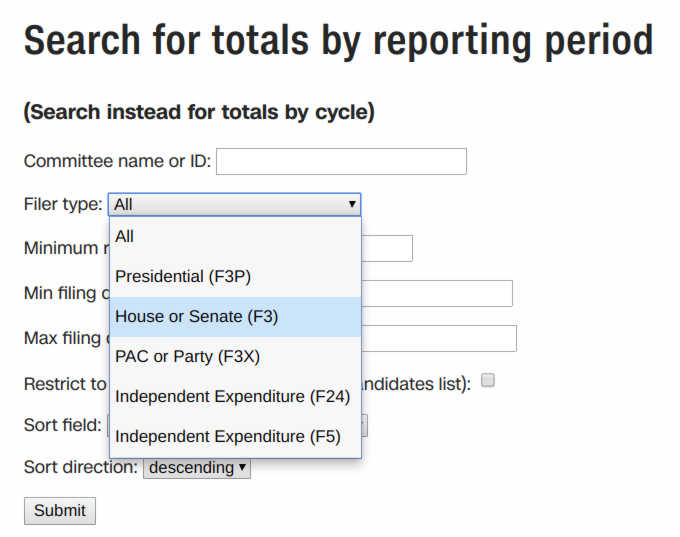 Search for totals by reporting period
(Search instead for totals by cycle)
Committee name or ID:
Filer type: All
All
Minimum
Presidential (F3P)
Min filing
House or Senate (F3)
Max filing
PAC or Party (F3X)
Restrict to andidates list):
Independent Expenditure (F24)
Sort field:
Independent Expenditure (F5)
Sort direction: descending
Submit